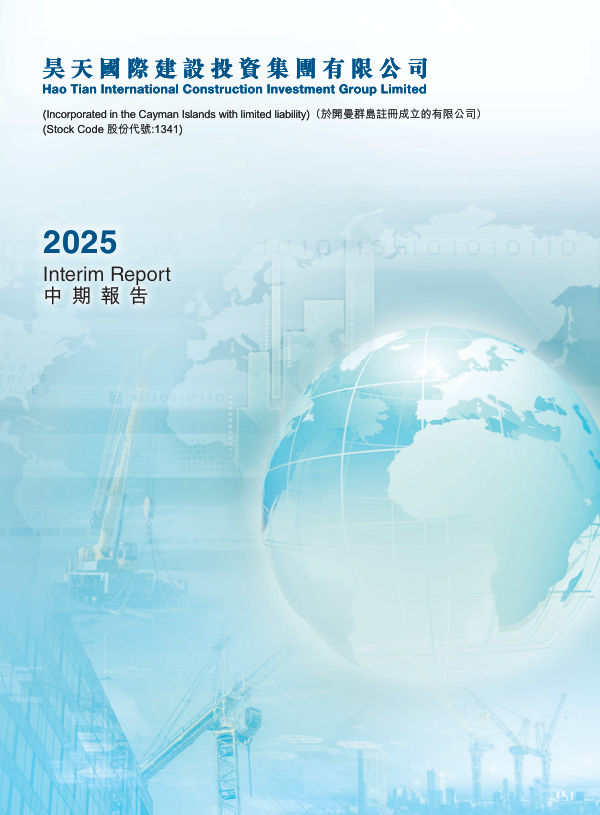 昊天國際建設投資集團有限公司
Hao Tian International Construction Investment Group Limited
(Incorporated in the Cayman Islands with limited liability)（於開曼群島註冊成立的有限公司）
(Stock Code 股份代號:1341)
2025
Interim Report
中期報告